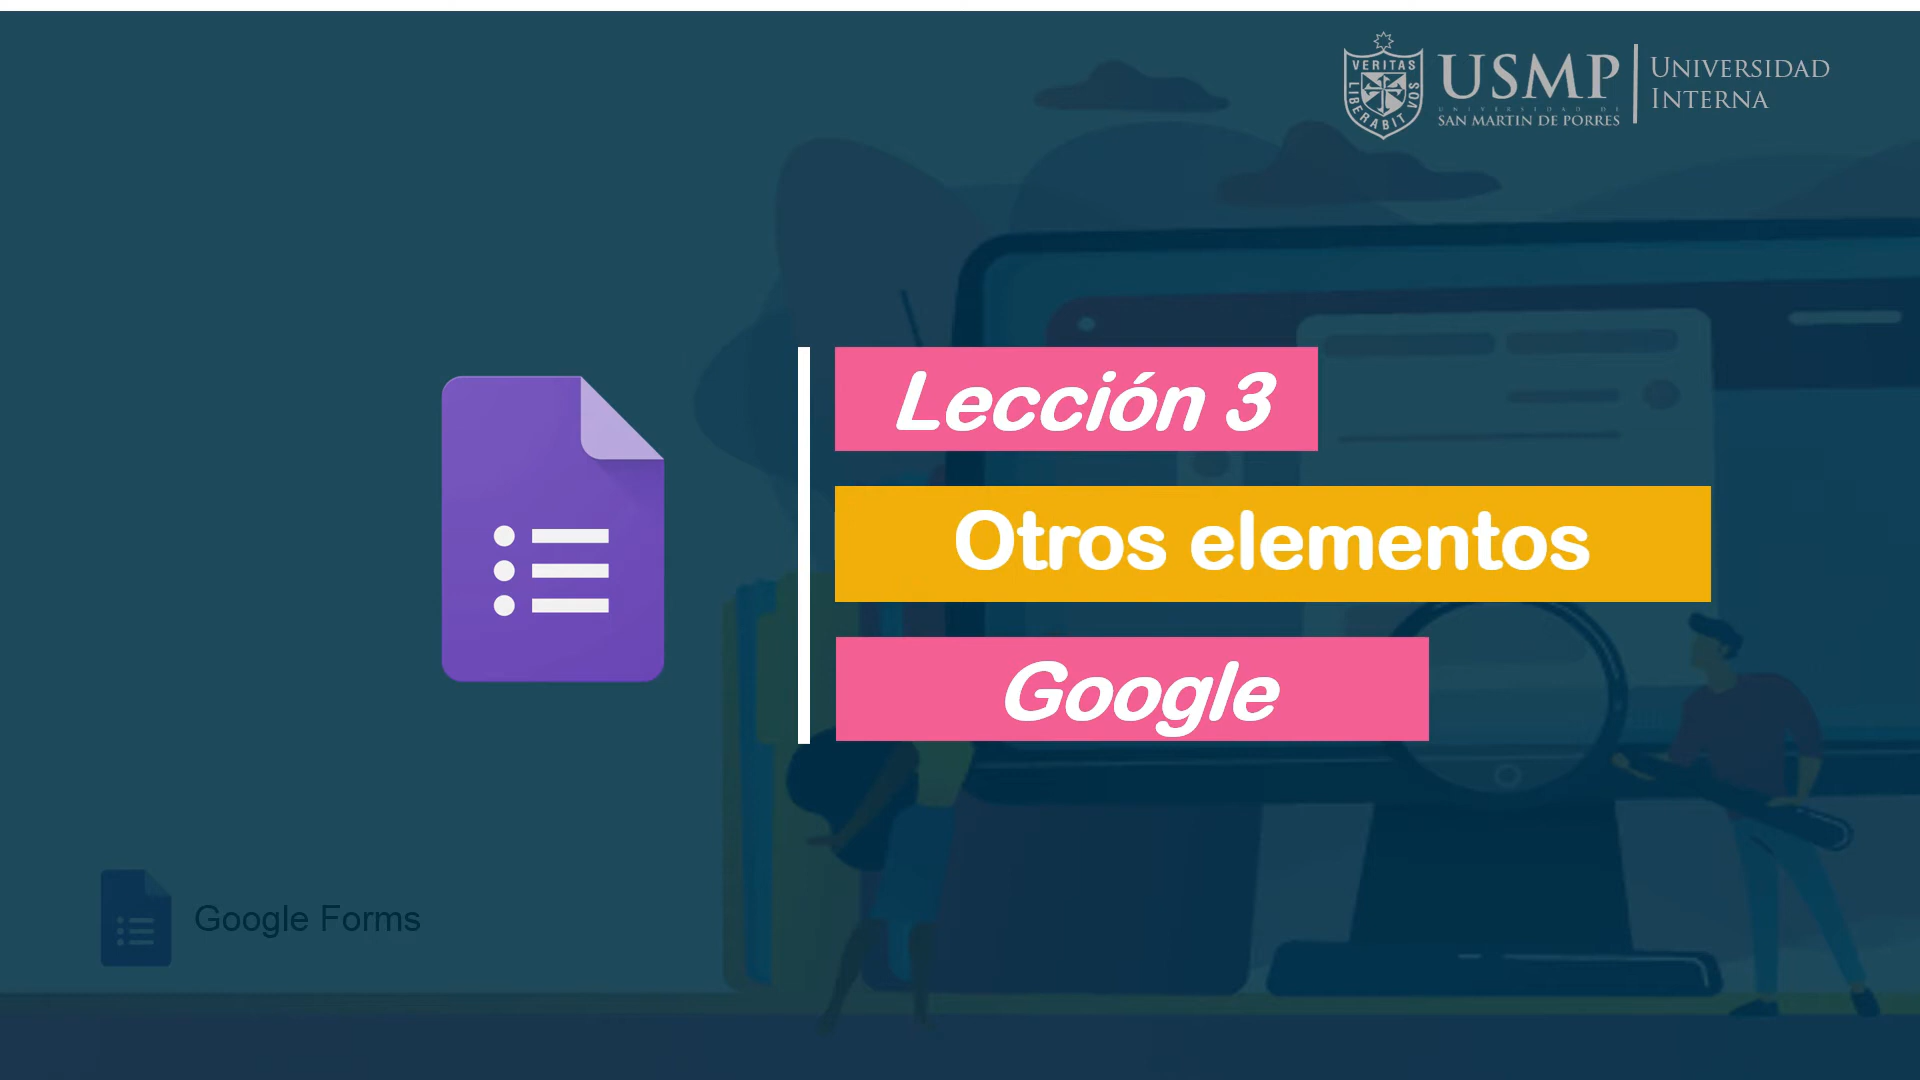 VERITAS
LIBERABIT VOS
USMP
UNIVERSIDAD DE
SAN MARTIN DE PORRES
UNIVERSIDAD
INTERNA
Lección 3
Otros elementos
Google
Google Forms